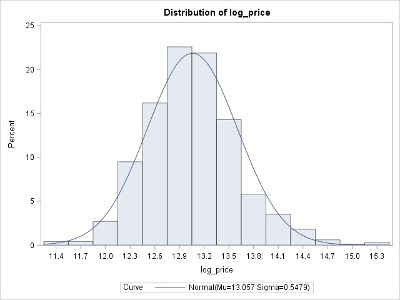 Distribution of log_price
25
20
15
10
5
0
Percent
11.4 11.7 12.0 12.3 12.6 12.9 13.2 13.5 13.8 14.1 14.4 14.7 15.0 15.3
log_price
Curve Normal(Mu=13.057 Sigma=0.5479)